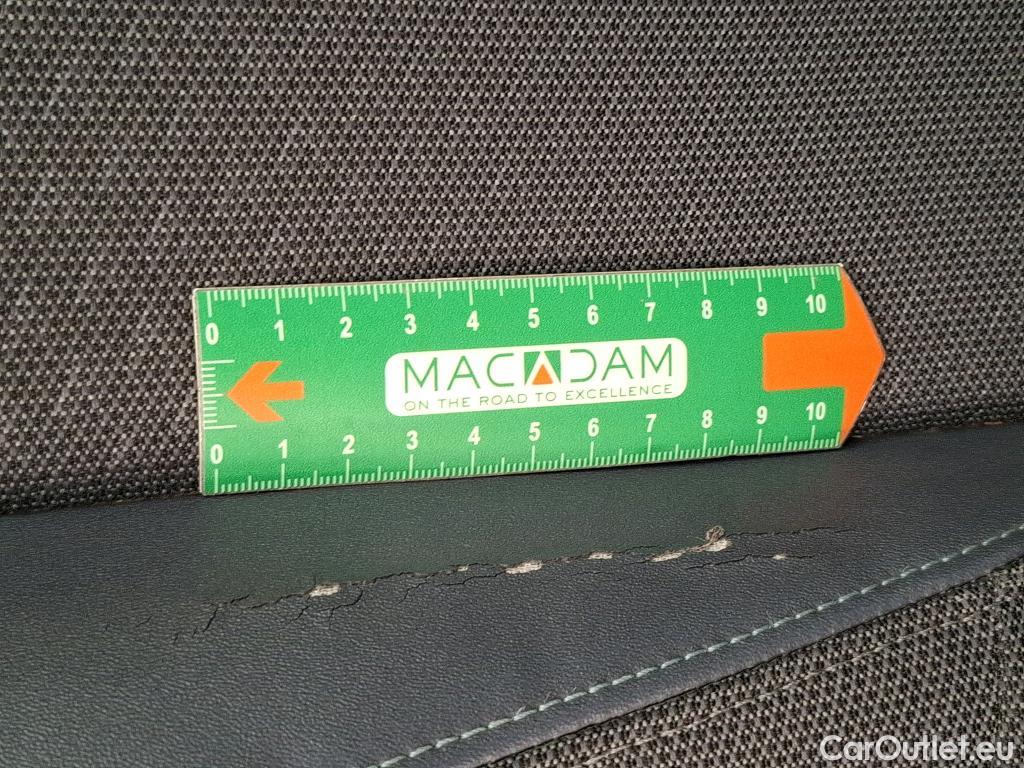 0 1 2 3 4 5 6 7 8 9 10
MACADAM
ON THE ROAD TO EXCELLENCE
0 1 2 3 4 5 6 7 8 9 10
CarOutlet.eu